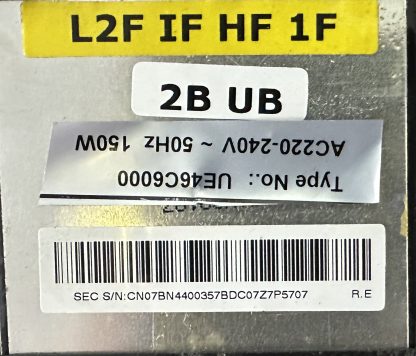 L2F IF HF 1F
2B UB
Type No.: UE46C6000
AC220-240V ~ 50Hz 150W
SEC S/N:CN07BN4400357BDC07Z7P5707 R.E